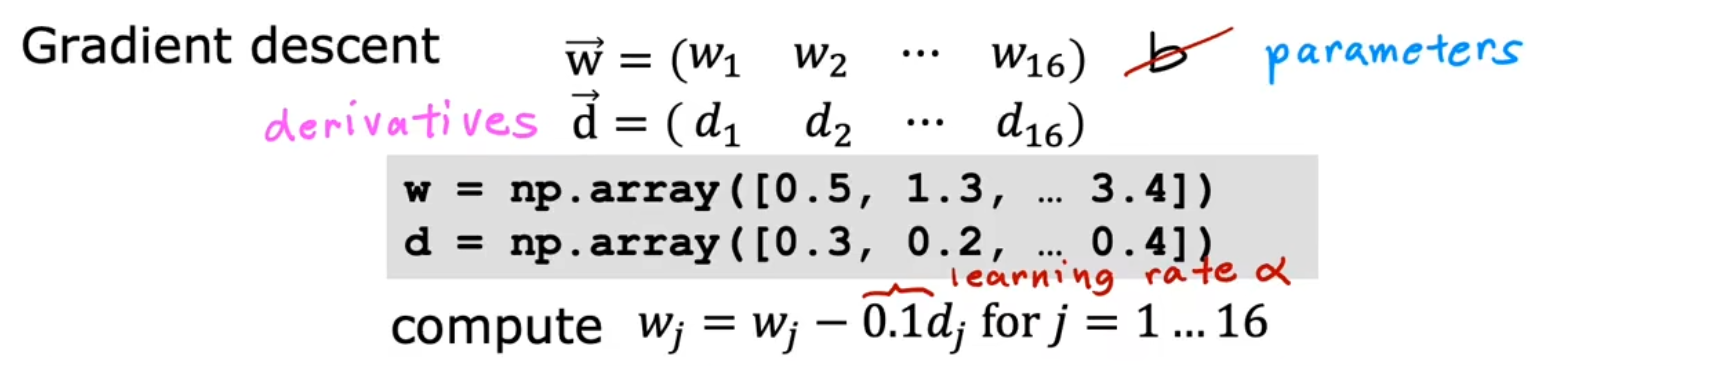 Gradient descent w⃗ = (w₁ w₂ ⋯ w₁₆) b parameters
derivatives d⃗ = (d₁ d₂ ⋯ d₁₆)
w = np.array([0.5, 1.3, … 3.4])
d = np.array([0.3, 0.2, … 0.4])
learning rate α
compute wⱼ = wⱼ − 0.1dⱼ for j = 1 … 16